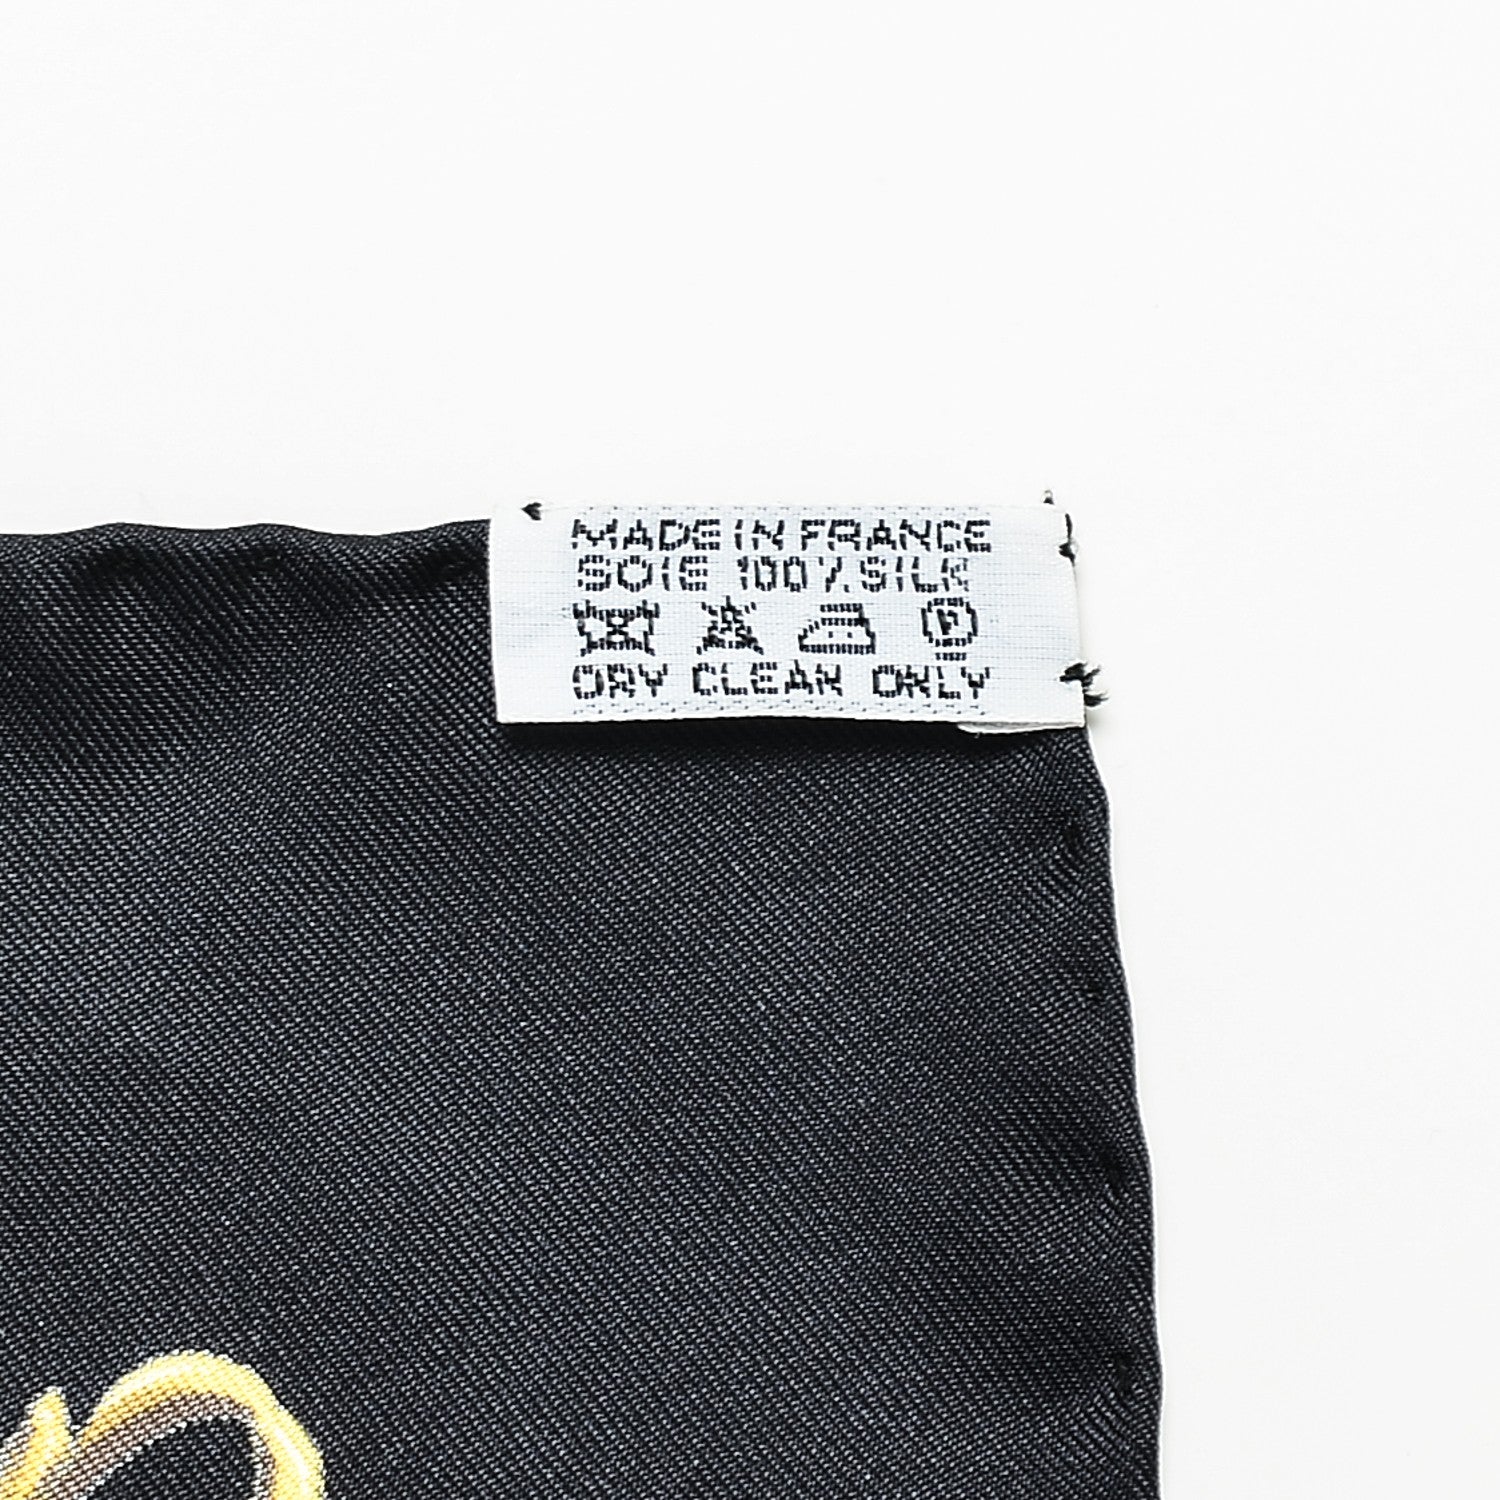 MADE IN FRANCE
SOIE 100% SILK
P
DRY CLEAN ONLY